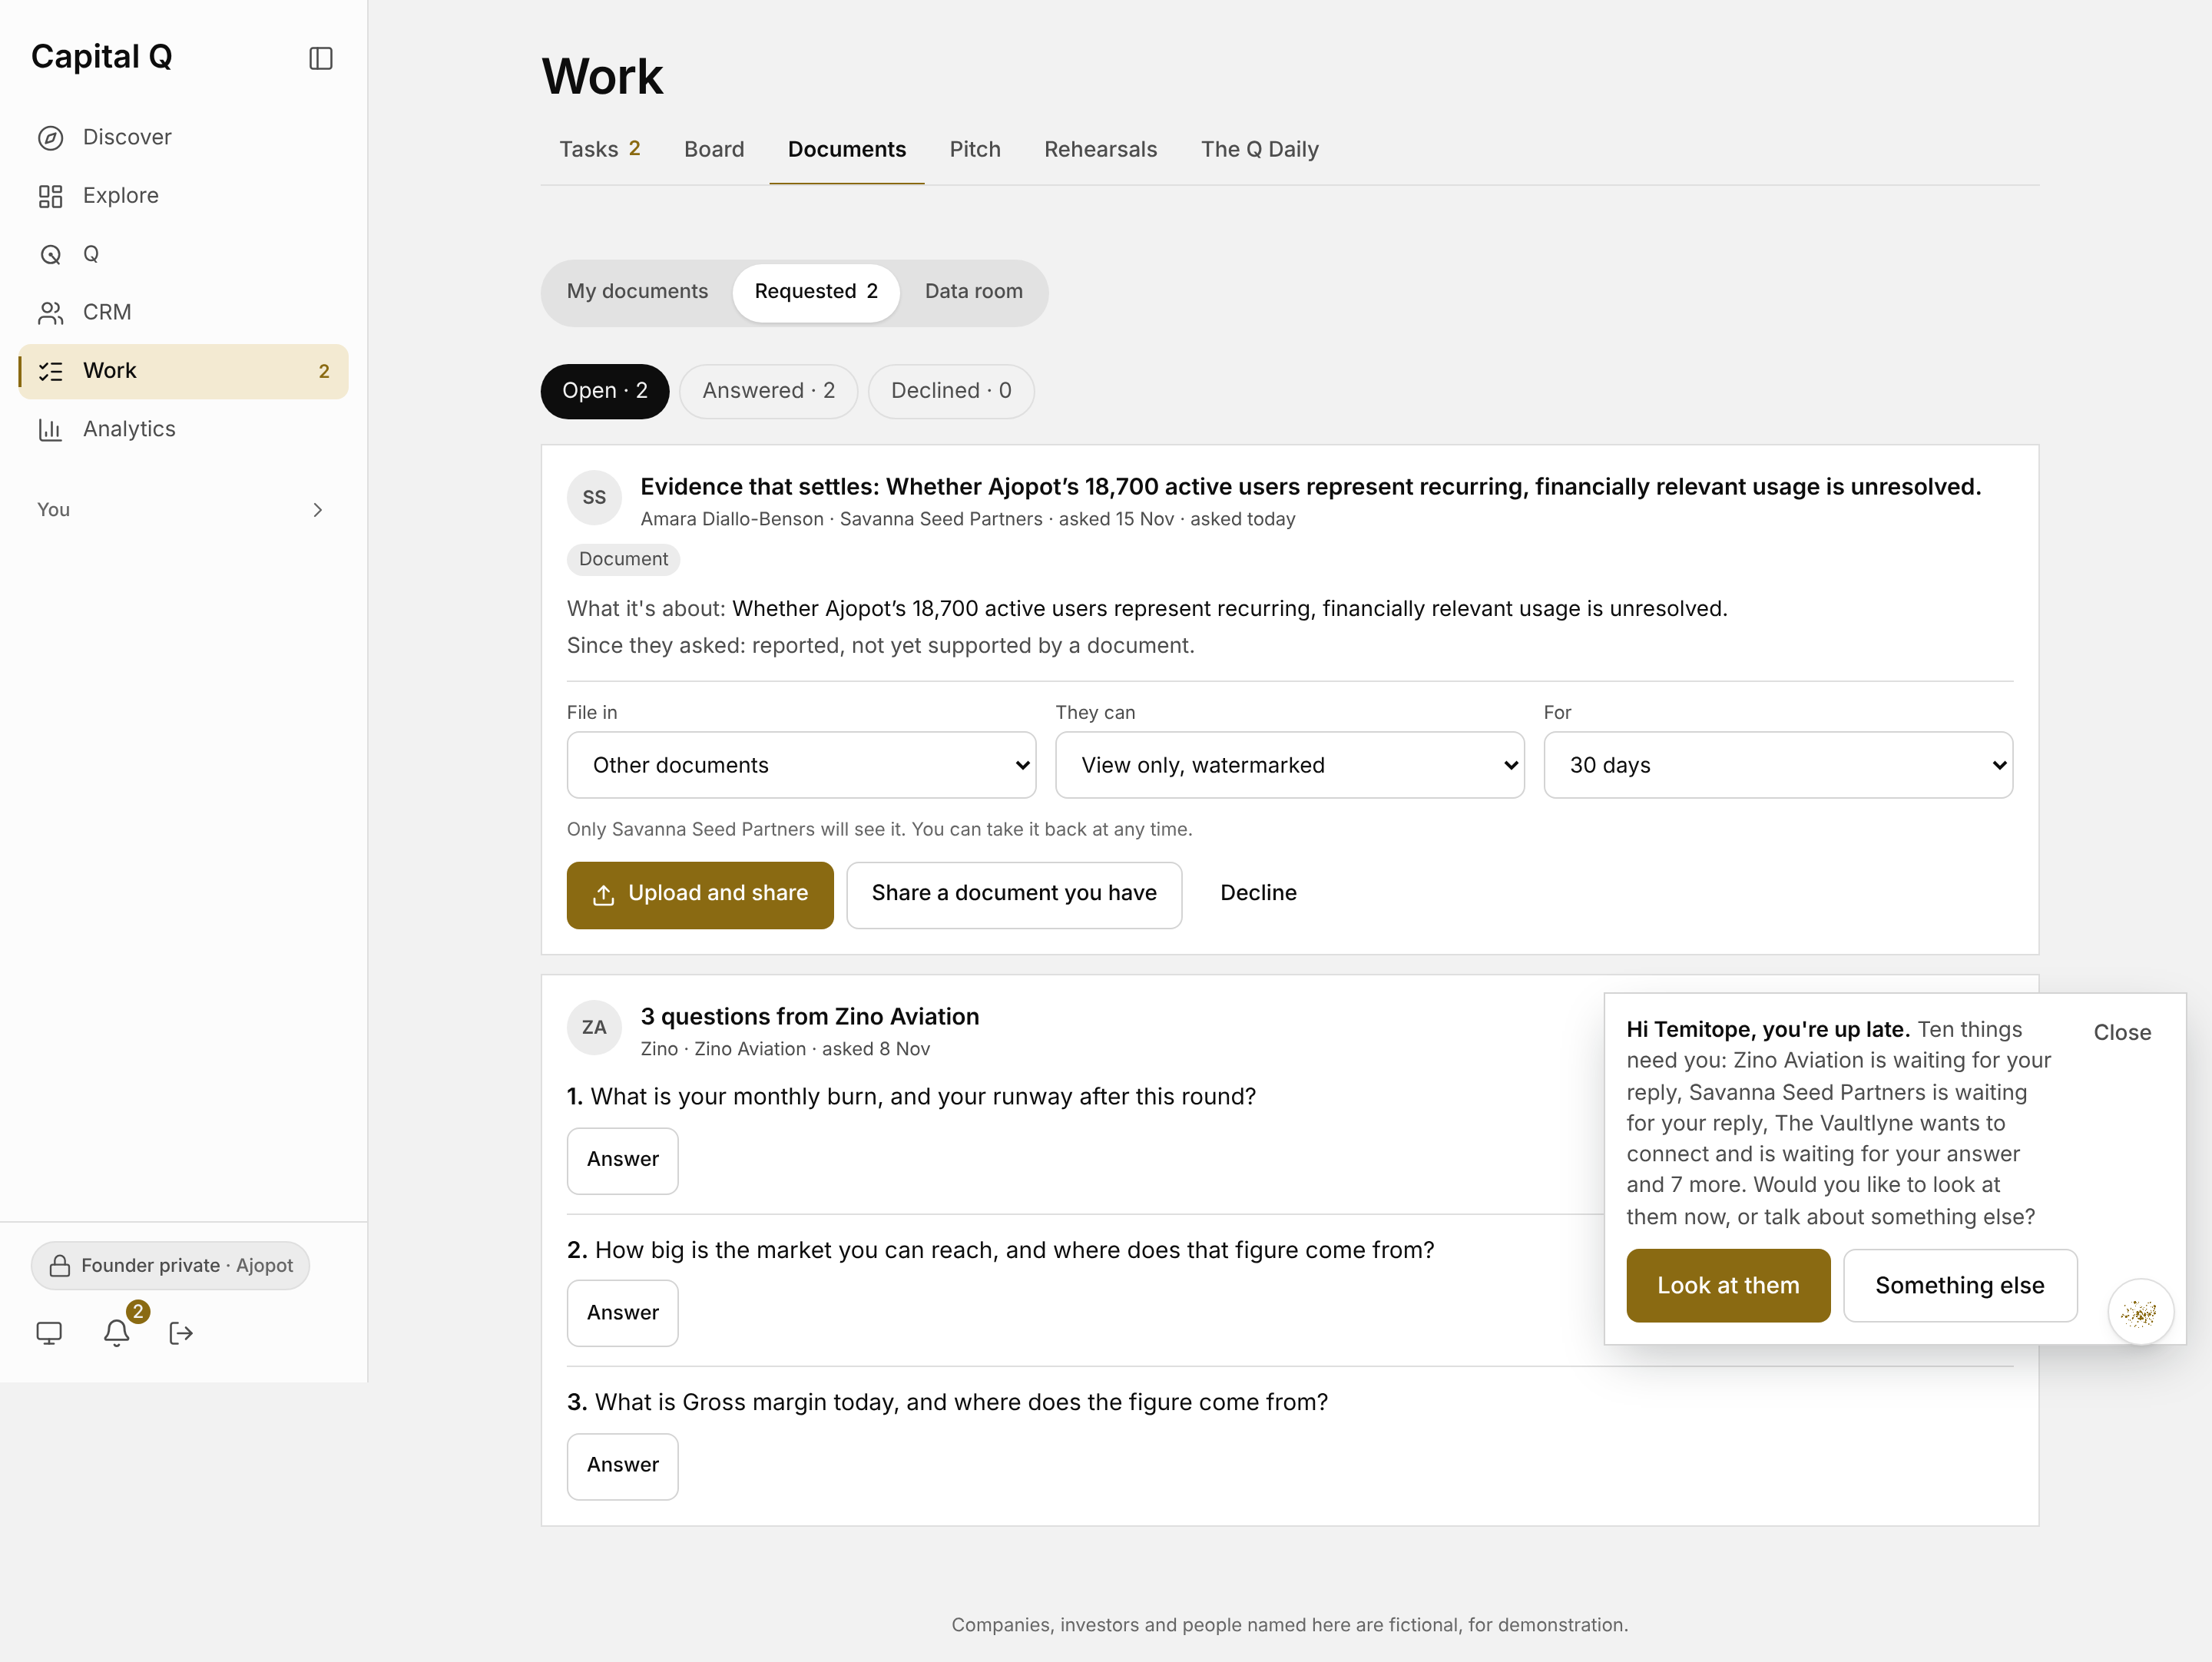 Capital Q
Discover
Explore
Q
CRM
Work 2
Analytics
You
Founder private · Ajopot
2
Work
Tasks 2
Board
Documents
Pitch
Rehearsals
The Q Daily
My documents
Requested 2
Data room
Open · 2
Answered · 2
Declined · 0
SS
Evidence that settles: Whether Ajopot’s 18,700 active users represent recurring, financially relevant usage is unresolved.
Amara Diallo-Benson · Savanna Seed Partners · asked 15 Nov · asked today
Document
What it's about: Whether Ajopot’s 18,700 active users represent recurring, financially relevant usage is unresolved.
Since they asked: reported, not yet supported by a document.
File in
Other documents
They can
View only, watermarked
For
30 days
Only Savanna Seed Partners will see it. You can take it back at any time.
Upload and share
Share a document you have
Decline
ZA
3 questions from Zino Aviation
Zino · Zino Aviation · asked 8 Nov
1. What is your monthly burn, and your runway after this round?
Answer
2. How big is the market you can reach, and where does that figure come from?
Answer
3. What is Gross margin today, and where does the figure come from?
Answer
Hi Temitope, you're up late. Ten things
need you: Zino Aviation is waiting for your
reply, Savanna Seed Partners is waiting
for your reply, The Vaultlyne wants to
connect and is waiting for your answer
and 7 more. Would you like to look at
them now, or talk about something else?
Close
Look at them
Something else
Companies, investors and people named here are fictional, for demonstration.